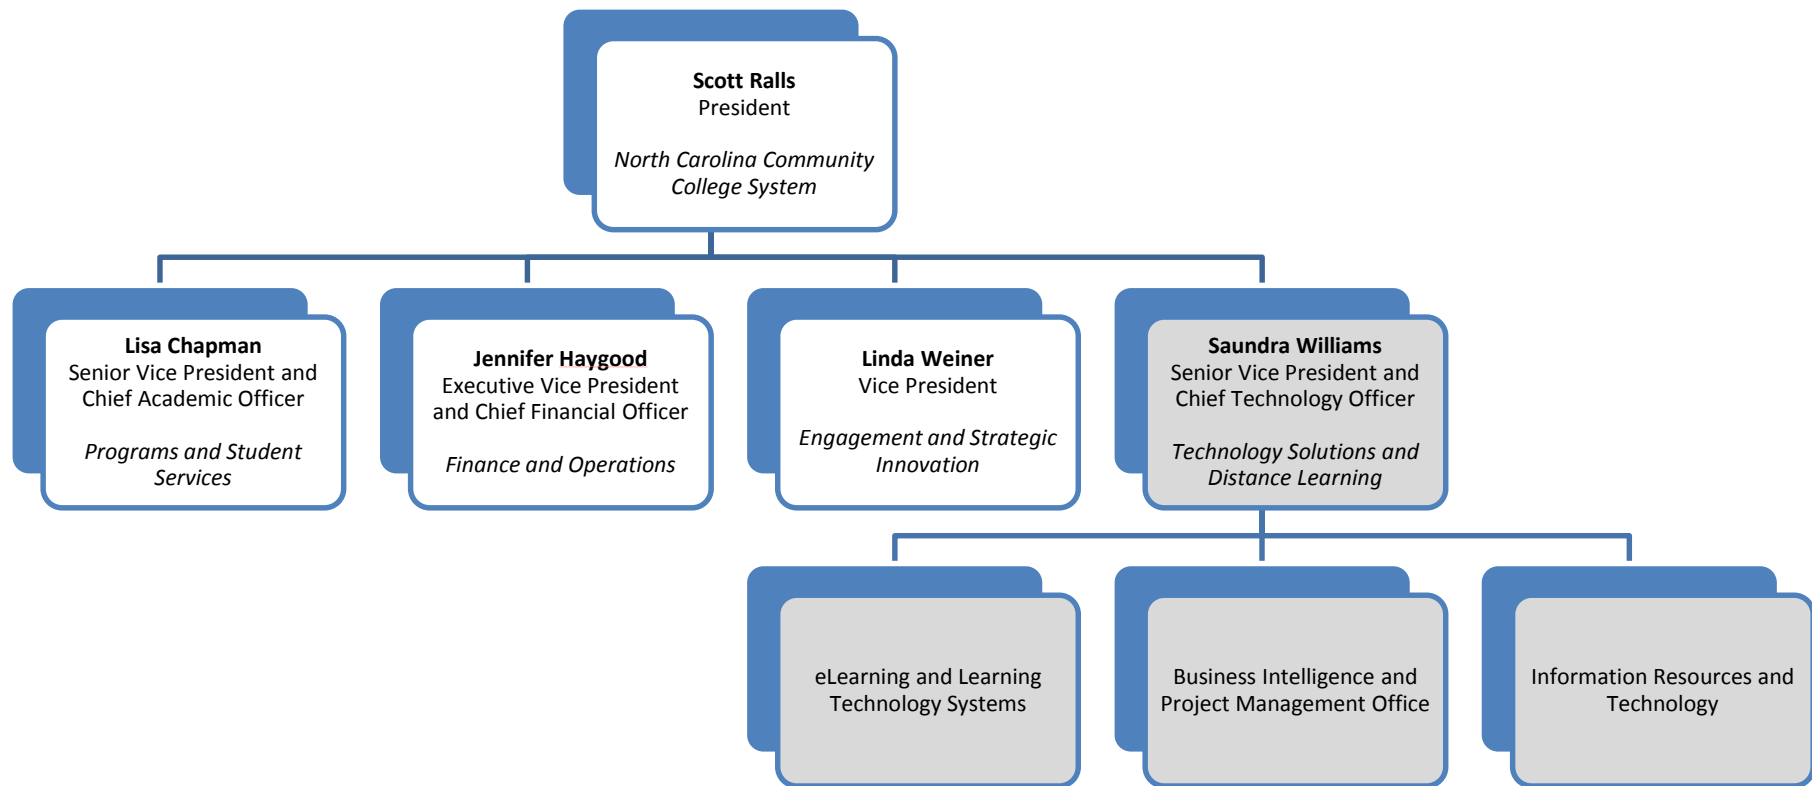 Scott Ralls
President
North Carolina Community
College System
Lisa Chapman
Senior Vice President and
Chief Academic Officer
Programs and Student
Services
Jennifer Haygood
Executive Vice President
and Chief Financial Officer
Finance and Operations
Linda Weiner
Vice President
Engagement and Strategic
Innovation
Saundra Williams
Senior Vice President and
Chief Technology Officer
Technology Solutions and
Distance Learning
eLearning and Learning
Technology Systems
Business Intelligence and
Project Management Office
Information Resources and
Technology